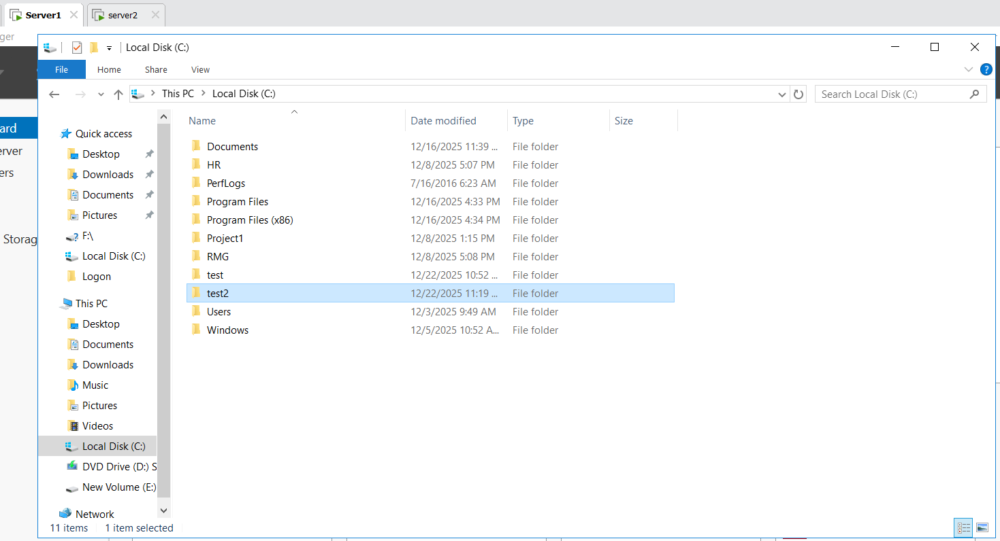 Server1 server2
ger
Local Disk (C:)
File Home Share View
This PC Local Disk (C:) Search Local Disk (C:)
Name Date modified Type Size
ard
erver
ers
Storag
Quick access
Desktop
Downloads
Documents
Pictures
F:\
Local Disk (C:)
Logon
This PC
Desktop
Documents
Downloads
Music
Pictures
Videos
Local Disk (C:)
DVD Drive (D:) S
New Volume (E:)
Network
Documents 12/16/2025 11:39 ... File folder
HR 12/8/2025 5:07 PM File folder
PerfLogs 7/16/2016 6:23 AM File folder
Program Files 12/16/2025 4:33 PM File folder
Program Files (x86) 12/16/2025 4:34 PM File folder
Project1 12/8/2025 1:15 PM File folder
RMG 12/8/2025 5:08 PM File folder
test 12/22/2025 10:52 ... File folder
test2 12/22/2025 11:19 ... File folder
Users 12/3/2025 9:49 AM File folder
Windows 12/5/2025 10:52 A... File folder
11 items 1 item selected